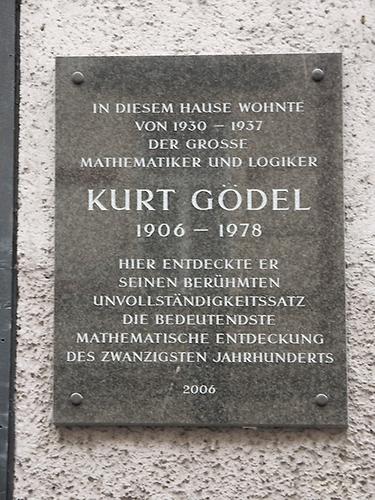 IN DIESEM HAUSE WOHNTE
VON 1930 – 1937
DER GROSSE
MATHEMATIKER UND LOGIKER
KURT GÖDEL
1906 – 1978
HIER ENTDECKTE ER
SEINEN BERÜHMTEN
UNVOLLSTÄNDIGKEITSSATZ
DIE BEDEUTENDSTE
MATHEMATISCHE ENTDECKUNG
DES ZWANZIGSTEN JAHRHUNDERTS
2006